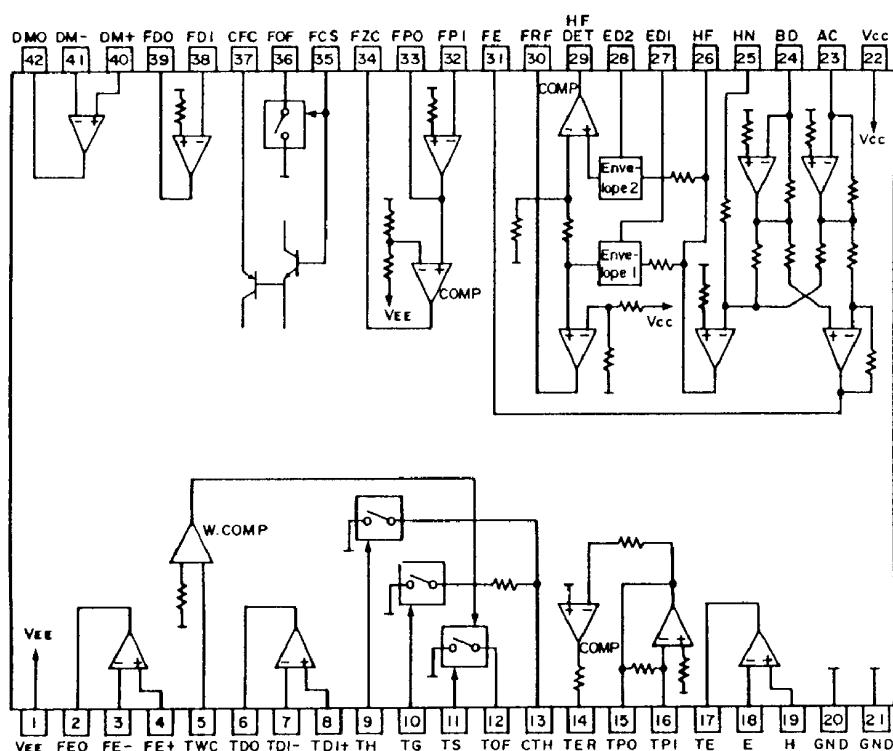 DMO DM- DM+ FDO FDI CFC FOF FCS FZC FPO FPI FE FRF HF DET ED2 EDI HF HN BD AC Vcc
42 41 40 39 38 37 36 35 34 33 32 31 30 29 28 27 26 25 24 23 22
COMP
Vcc
Enve-
lope 2
Enve-
lope 1
COMP
VEE
Vcc
W. COMP
VEE
COMP
1 2 3 4 5 6 7 8 9 10 11 12 13 14 15 16 17 18 19 20 21
VEE FEO FE- FE+ TWC TDO TDI- TDI+ TH TG TS TOF CTH TER TPO TPI TE E H GND GND